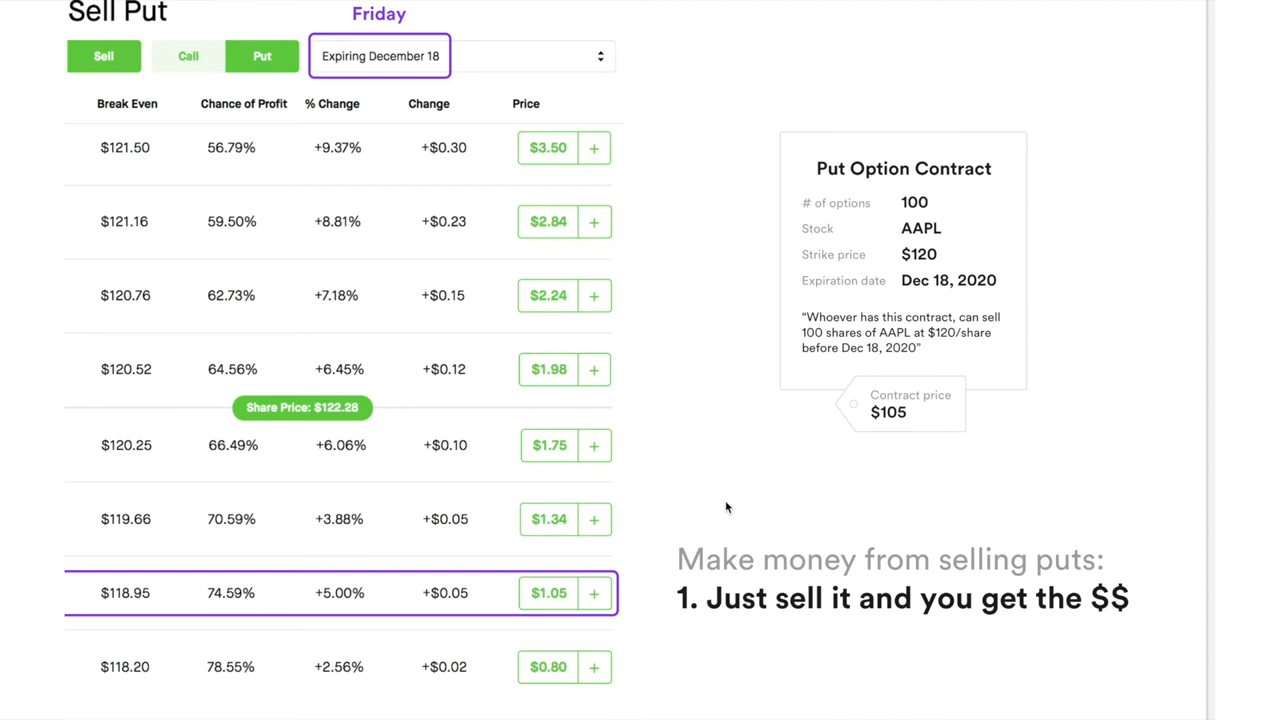 Sell Put
Friday
Sell
Call
Put
Expiring December 18
Break Even Chance of Profit % Change Change Price
$121.50 56.79% +9.37% +$0.30 $3.50 +
$121.16 59.50% +8.81% +$0.23 $2.84 +
$120.76 62.73% +7.18% +$0.15 $2.24 +
$120.52 64.56% +6.45% +$0.12 $1.98 +
Share Price: $122.28
$120.25 66.49% +6.06% +$0.10 $1.75 +
$119.66 70.59% +3.88% +$0.05 $1.34 +
$118.95 74.59% +5.00% +$0.05 $1.05 +
$118.20 78.55% +2.56% +$0.02 $0.80 +
Put Option Contract
# of options 100
Stock AAPL
Strike price $120
Expiration date Dec 18, 2020
“Whoever has this contract, can sell
100 shares of AAPL at $120/share
before Dec 18, 2020”
Contract price
$105
Make money from selling puts:
1. Just sell it and you get the $$